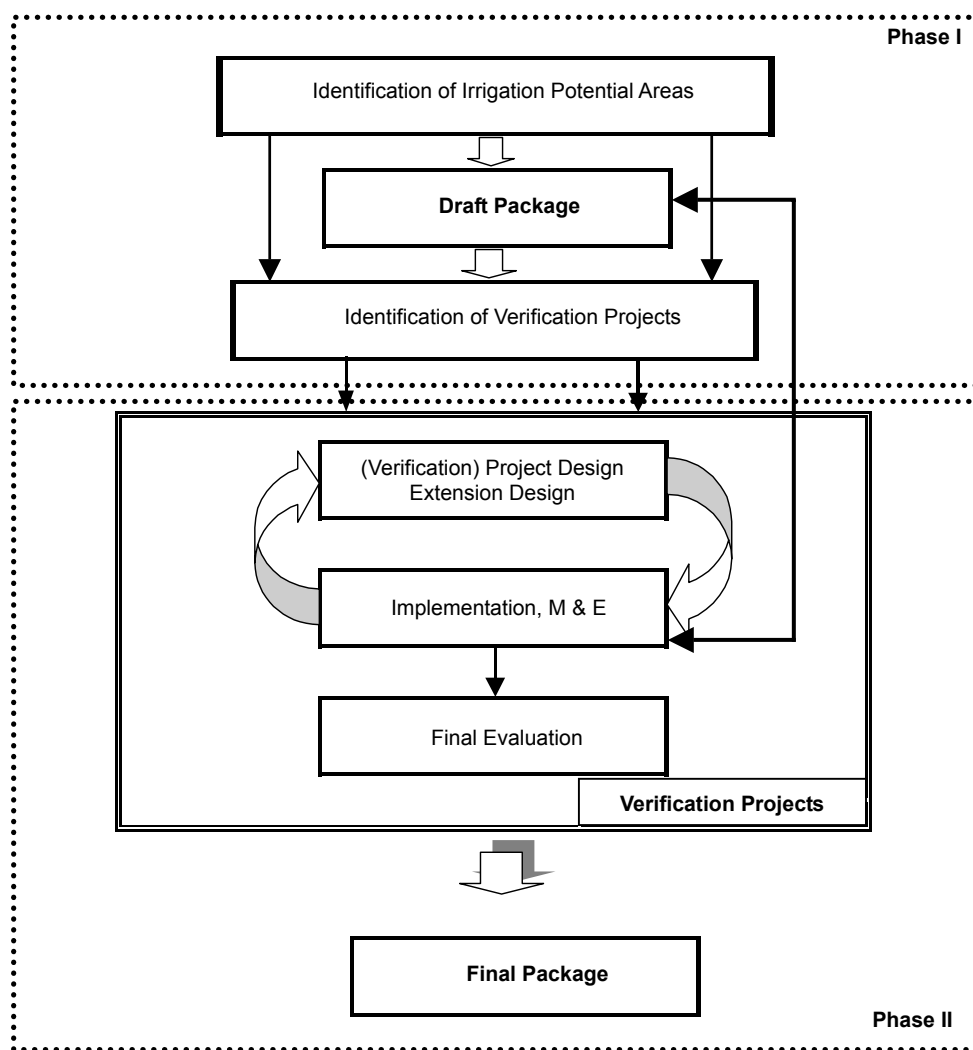 Phase I
Identification of Irrigation Potential Areas
Draft Package
Identification of Verification Projects
(Verification) Project Design
Extension Design
Implementation, M & E
Final Evaluation
Verification Projects
Final Package
Phase II